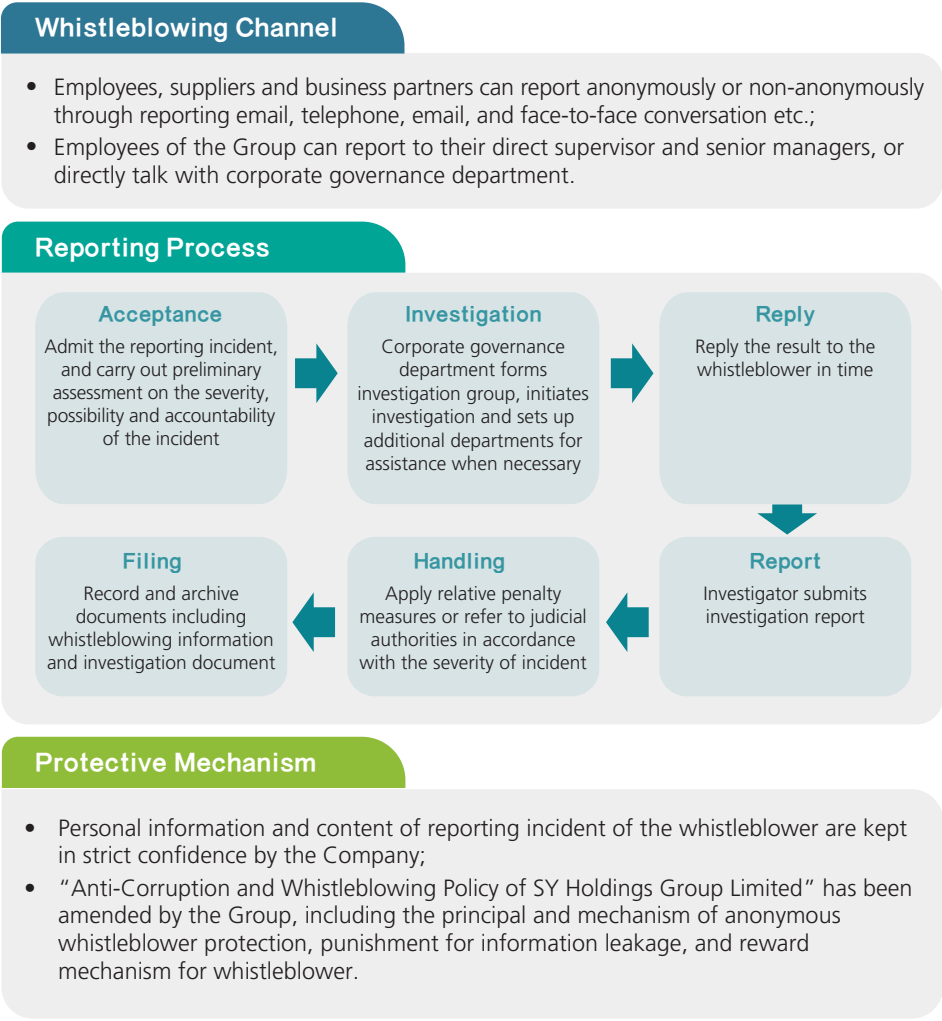 Whistleblowing Channel
• Employees, suppliers and business partners can report anonymously or non-anonymously
through reporting email, telephone, email, and face-to-face conversation etc.;
• Employees of the Group can report to their direct supervisor and senior managers, or
directly talk with corporate governance department.
Reporting Process
Acceptance
Admit the reporting incident,
and carry out preliminary
assessment on the severity,
possibility and accountability
of the incident
Investigation
Corporate governance
department forms
investigation group, initiates
investigation and sets up
additional departments for
assistance when necessary
Reply
Reply the result to the
whistleblower in time
Report
Investigator submits
investigation report
Handling
Apply relative penalty
measures or refer to judicial
authorities in accordance
with the severity of incident
Filing
Record and archive
documents including
whistleblowing information
and investigation document
Protective Mechanism
• Personal information and content of reporting incident of the whistleblower are kept
in strict confidence by the Company;
• “Anti-Corruption and Whistleblowing Policy of SY Holdings Group Limited” has been
amended by the Group, including the principal and mechanism of anonymous
whistleblower protection, punishment for information leakage, and reward
mechanism for whistleblower.